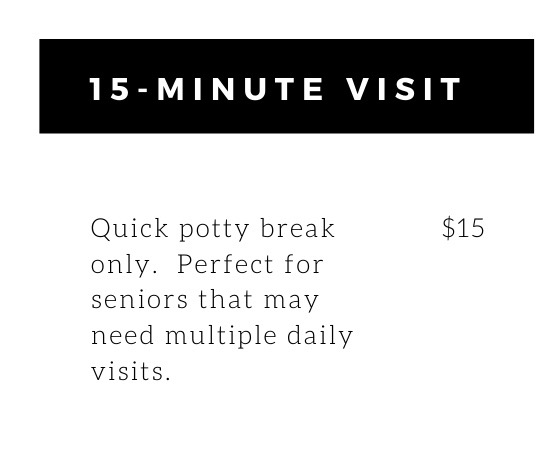 15-MINUTE VISIT
Quick potty break $15
only.  Perfect for
seniors that may
need multiple daily
visits.